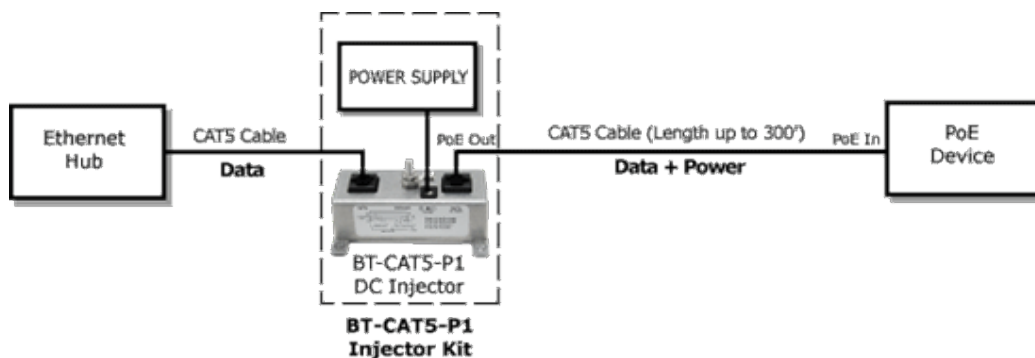 POWER SUPPLY
Ethernet
Hub
CAT5 Cable
Data
PoE Out
CAT5 Cable (Length up to 300')
Data + Power
PoE In
PoE
Device
BT-CAT5-P1
DC Injector
BT-CAT5-P1
Injector Kit